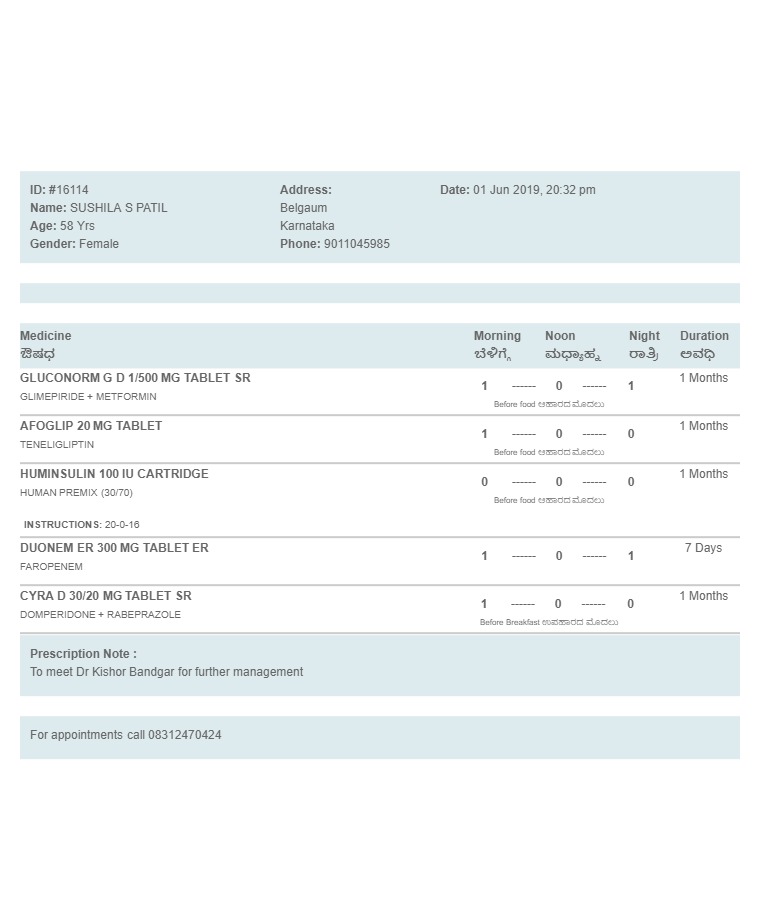 ID: #16114
Name: SUSHILA S PATIL
Age: 58 Yrs
Gender: Female
Address:
Belgaum
Karnataka
Phone: 9011045985
Date: 01 Jun 2019, 20:32 pm
Medicine Morning Noon Night Duration
ಔಷಧ ಬೆಳಿಗ್ಗೆ ಮಧ್ಯಾಹ್ನ ರಾತ್ರಿ ಅವಧಿ
GLUCONORM G D 1/500 MG TABLET SR 1 ------ 0 ------ 1 1 Months
GLIMEPIRIDE + METFORMIN
Before food ಆಹಾರದ ಮೊದಲು
AFOGLIP 20 MG TABLET 1 ------ 0 ------ 0 1 Months
TENELIGLIPTIN
Before food ಆಹಾರದ ಮೊದಲು
HUMINSULIN 100 IU CARTRIDGE 0 ------ 0 ------ 0 1 Months
HUMAN PREMIX (30/70)
Before food ಆಹಾರದ ಮೊದಲು
INSTRUCTIONS: 20-0-16
DUONEM ER 300 MG TABLET ER 1 ------ 0 ------ 1 7 Days
FAROPENEM
CYRA D 30/20 MG TABLET SR 1 ------ 0 ------ 0 1 Months
DOMPERIDONE + RABEPRAZOLE
Before Breakfast ಉಪಹಾರದ ಮೊದಲು
Prescription Note :
To meet Dr Kishor Bandgar for further management
For appointments call 08312470424